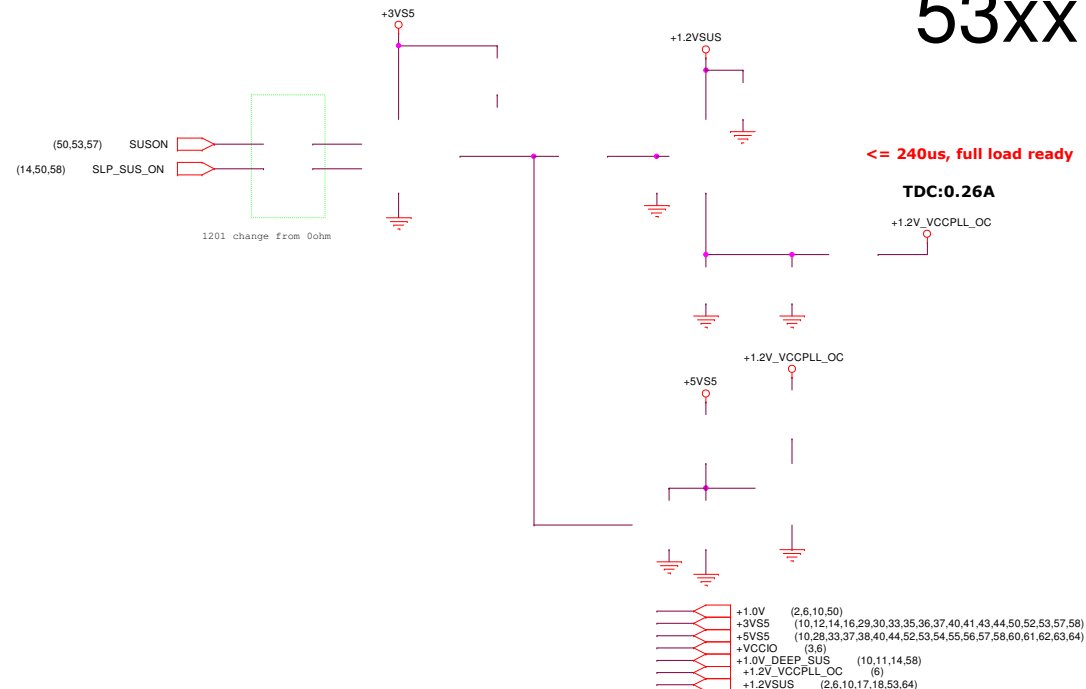 53xx
+3VS5
+1.2VSUS
(50,53,57) SUSON
(14,50,58) SLP_SUS_ON
<= 240us, full load ready
TDC:0.26A
+1.2V_VCCPLL_OC
1201 change from 0ohm
+1.2V_VCCPLL_OC
+5VS5
+1.0V (2,6,10,50)
+3VS5 (10,12,14,16,29,30,33,35,36,37,40,41,43,44,50,52,53,57,58)
+5VS5 (10,28,33,37,38,40,44,52,53,54,55,56,57,58,60,61,62,63,64)
+VCCIO (3,6)
+1.0V_DEEP_SUS (10,11,14,58)
+1.2V_VCCPLL_OC (6)
+1.2VSUS (2,6,10,17,18,53,64)